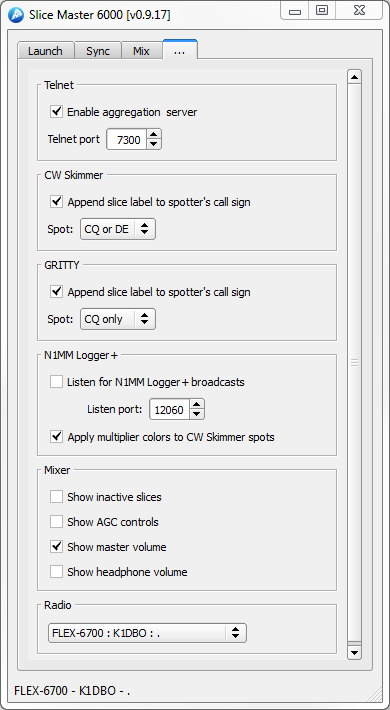 Slice Master 6000 [v0.9.17]
Launch Sync Mix ...
Telnet
Enable aggregation server
Telnet port 7300
CW Skimmer
Append slice label to spotter's call sign
Spot: CQ or DE
GRITTY
Append slice label to spotter's call sign
Spot: CQ only
N1MM Logger+
Listen for N1MM Logger+ broadcasts
Listen port: 12060
Apply multiplier colors to CW Skimmer spots
Mixer
Show inactive slices
Show AGC controls
Show master volume
Show headphone volume
Radio
FLEX-6700 : K1DBO : .
FLEX-6700 - K1DBO - .